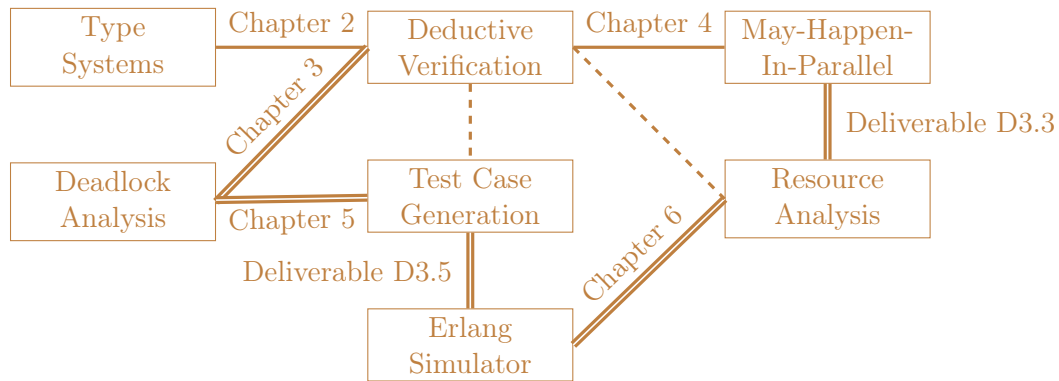 Type
Systems
Chapter 2
Deductive
Verification
Chapter 4
May-Happen-
In-Parallel
Chapter 3
Deliverable D3.3
Deadlock
Analysis
Chapter 5
Test Case
Generation
Resource
Analysis
Deliverable D3.5
Chapter 6
Erlang
Simulator